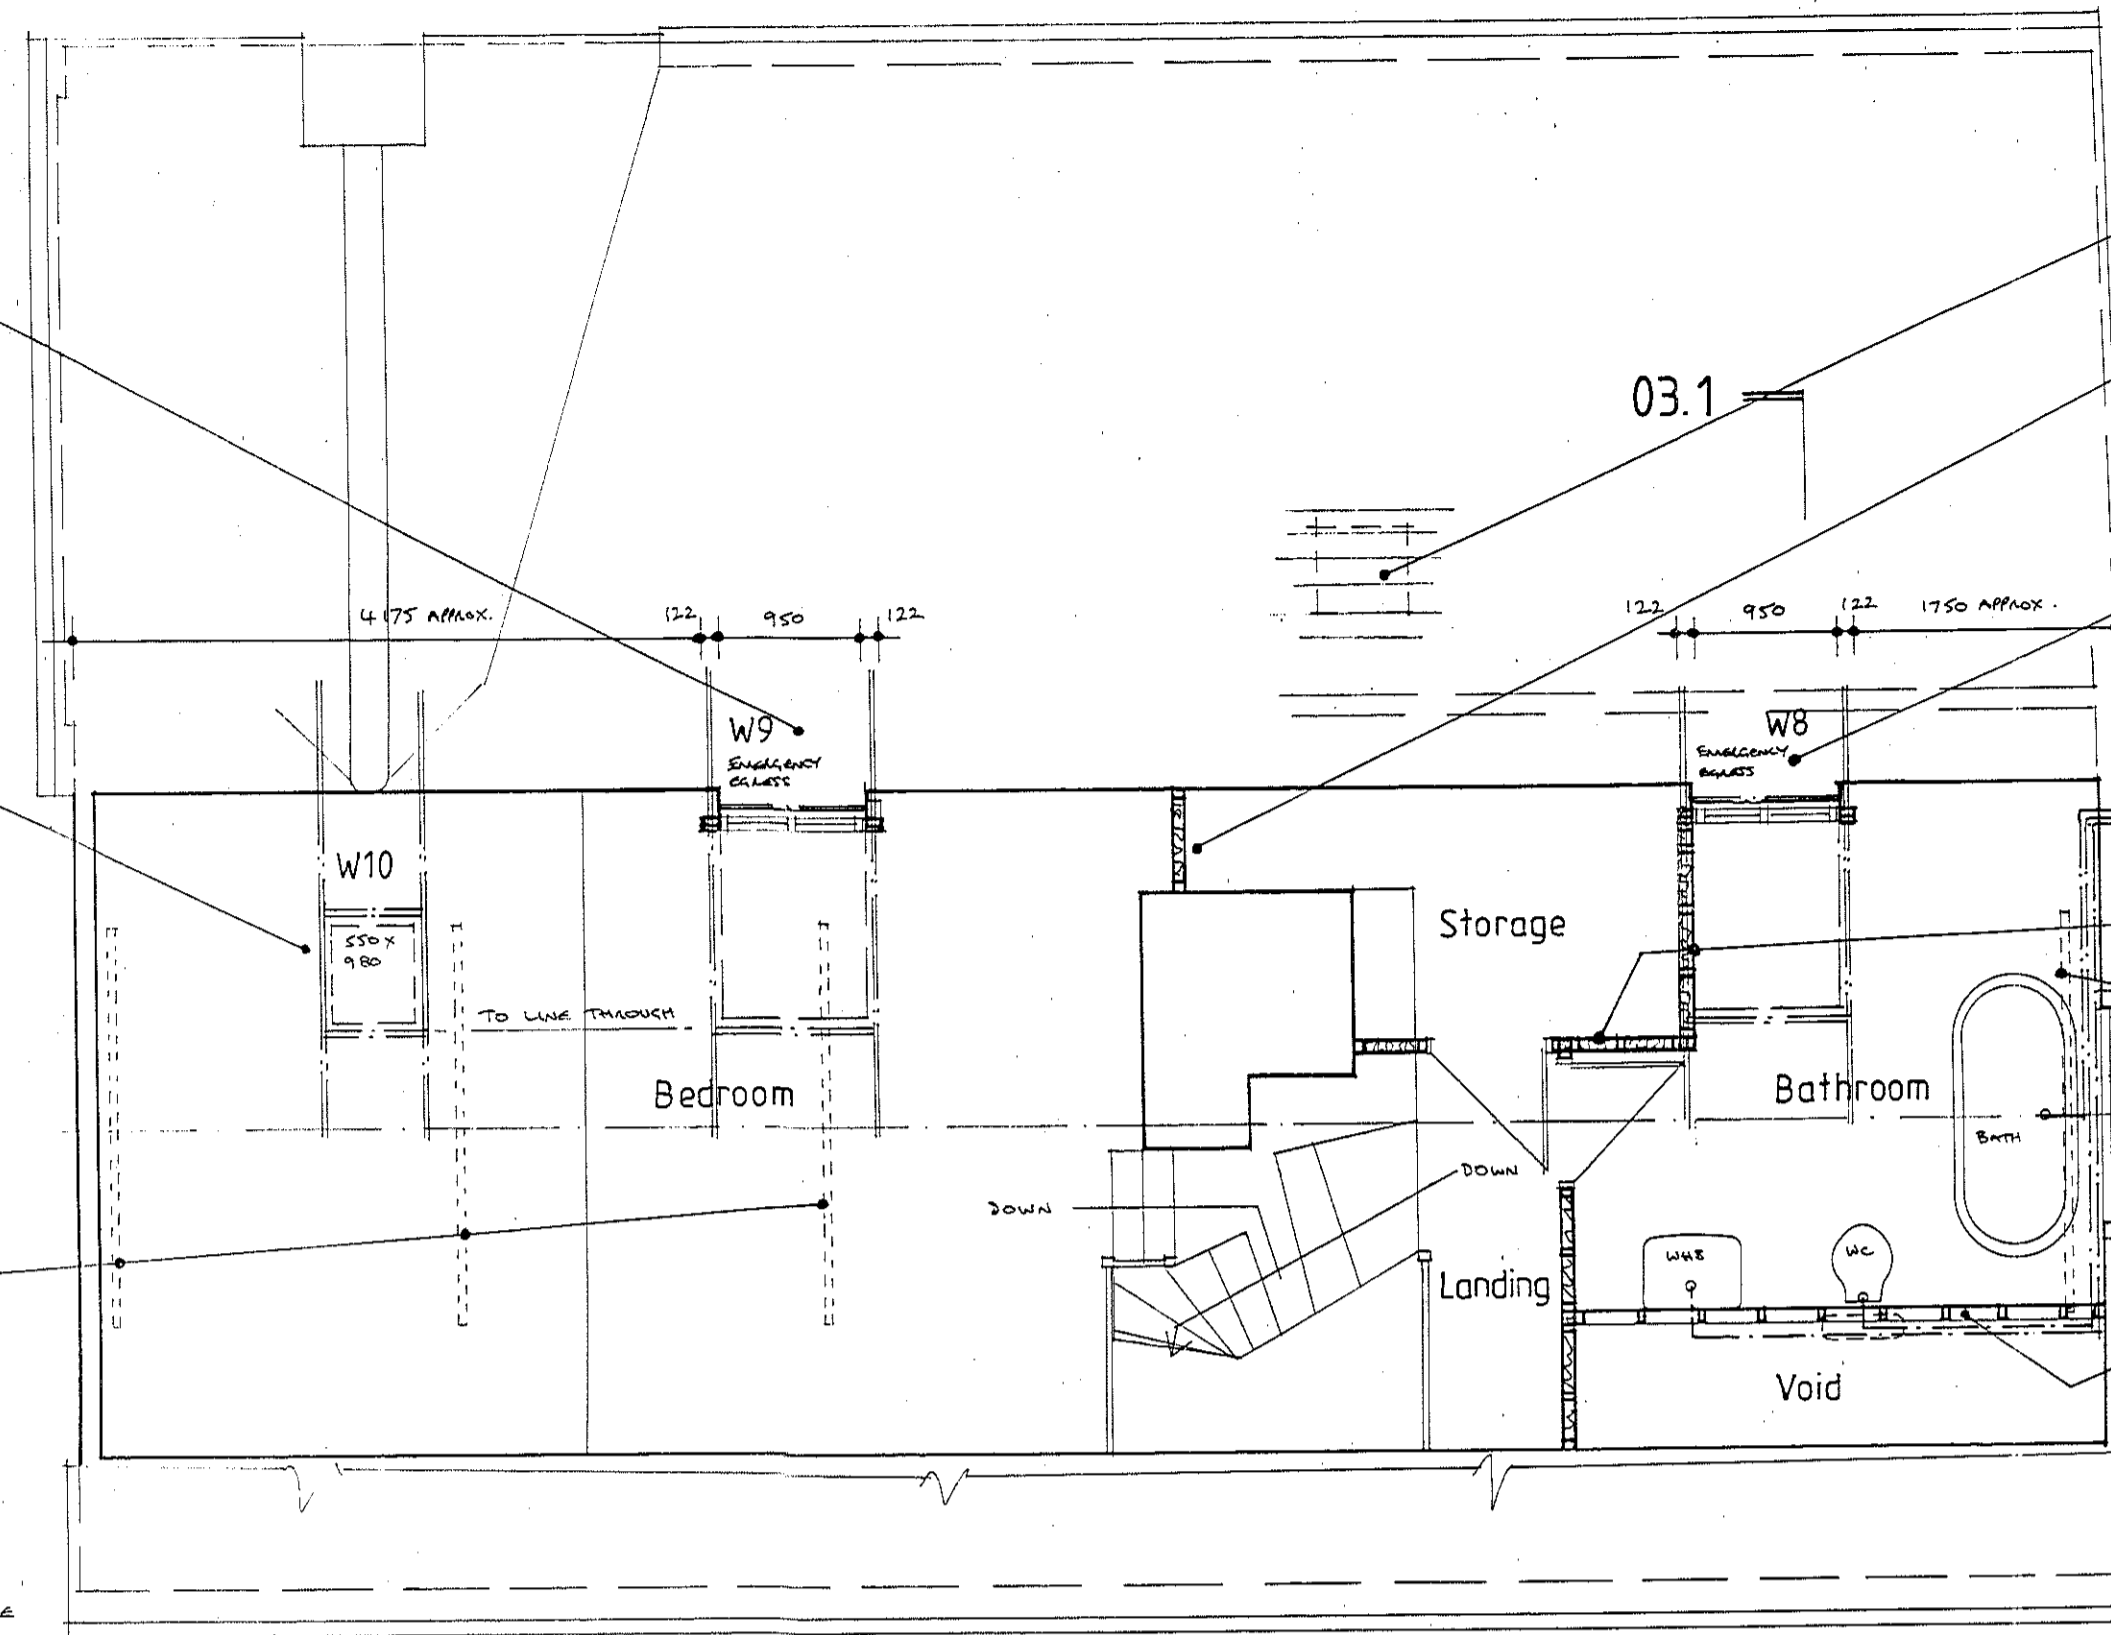 03.1
4175 APPROX.
122
950
122
122
950
122
1750 APPROX.
W9
EMERGENCY
EGRESS
W8
EMERGENCY
EGRESS
W10
550 X
980
Storage
TO LINE THROUGH
Bedroom
Bathroom
BATH
DOWN
DOWN
WHB
WC
Landing
Void